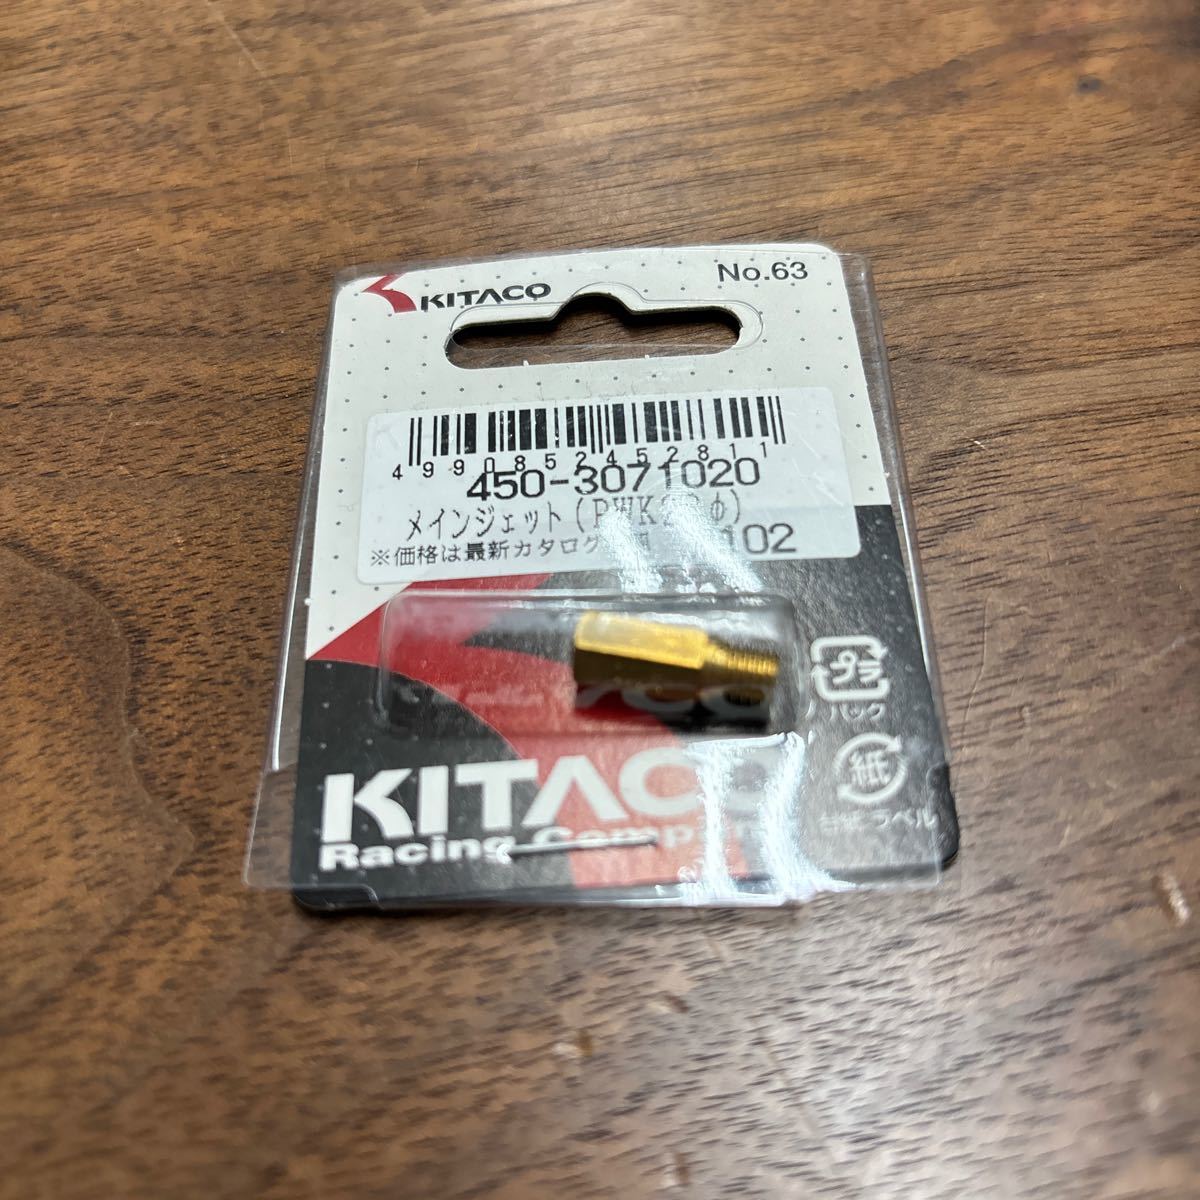 KITACO
No.63
4990852452811
450-3071020
メインジェット(PWK φ)
※価格は最新カタログ 102
プラ
パック
紙
台紙 ラベル
KITACO
Racing Comp